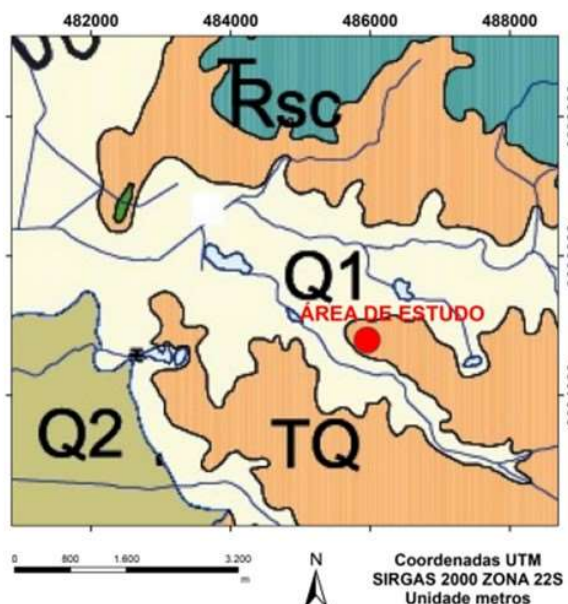 482000 484000 486000 488000
TRsc
Q1
ÁREA DE ESTUDO
Q2
TQ
0 800 1.600 3.200
m
N
Coordenadas UTM
SIRGAS 2000 ZONA 22S
Unidade metros